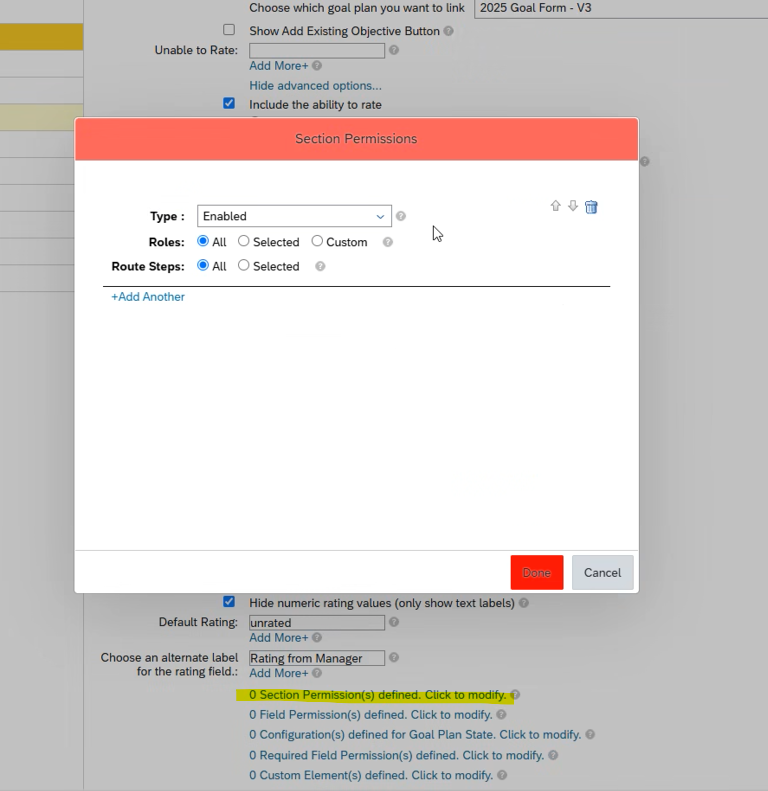 Choose which goal plan you want to link
2025 Goal Form - V3
Show Add Existing Objective Button
Unable to Rate:
Add More+
Hide advanced options...
Include the ability to rate
Section Permissions
Type :
Enabled
Roles:
All
Selected
Custom
Route Steps:
All
Selected
+Add Another
Done
Cancel
Hide numeric rating values (only show text labels)
Default Rating:
unrated
Add More+
Choose an alternate label
for the rating field.:
Rating from Manager
Add More+
0 Section Permission(s) defined. Click to modify.
0 Field Permission(s) defined. Click to modify.
0 Configuration(s) defined for Goal Plan State. Click to modify.
0 Required Field Permission(s) defined. Click to modify.
0 Custom Element(s) defined. Click to modify.